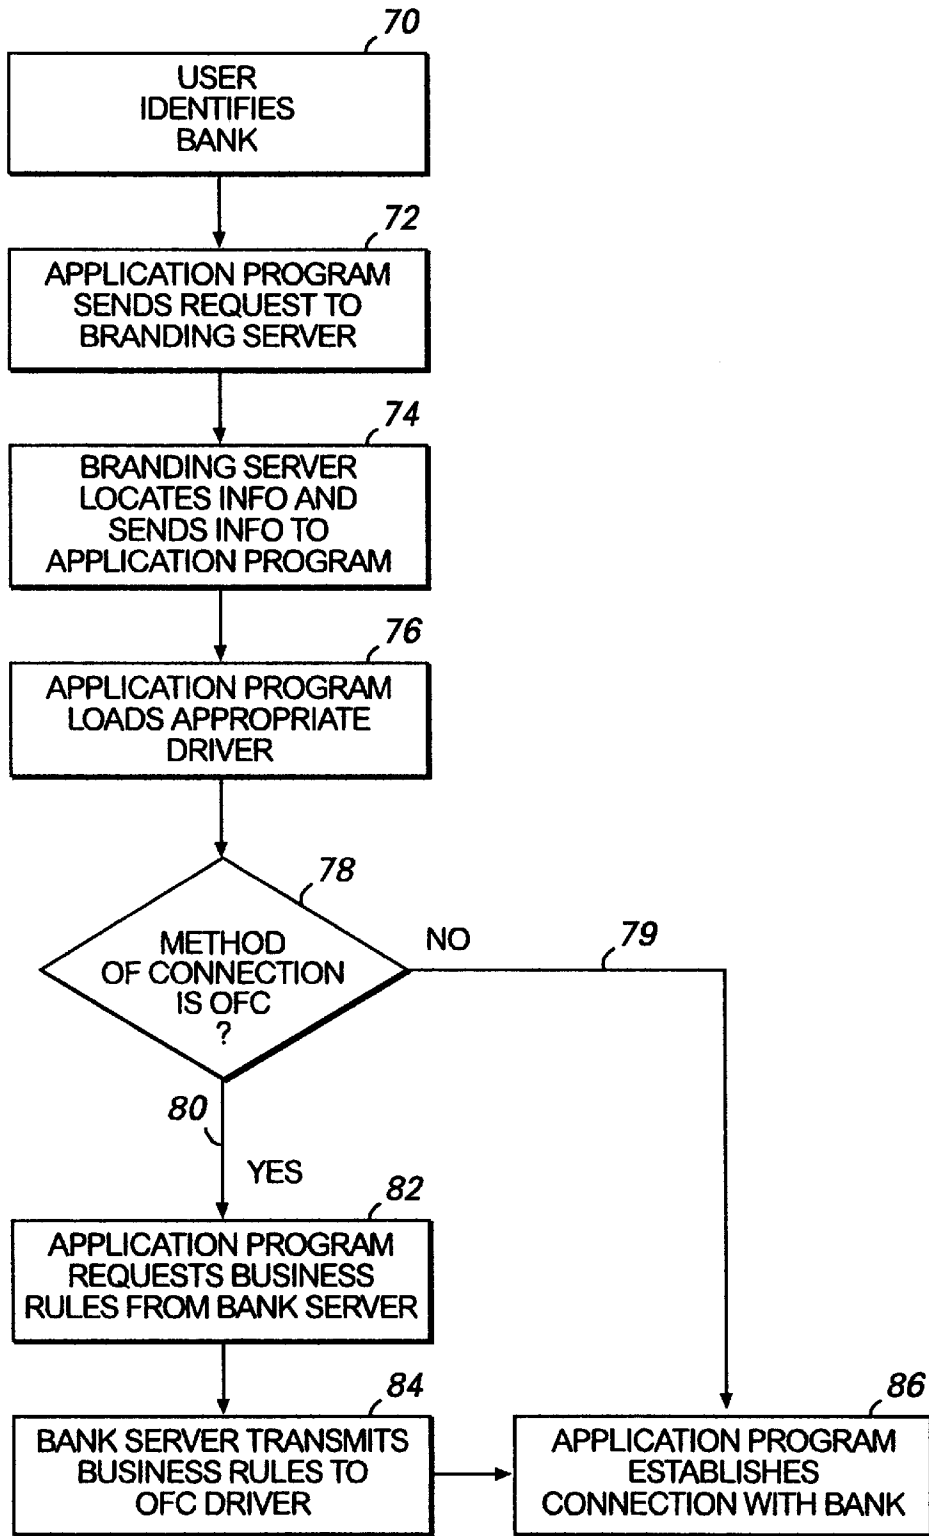 70
USER
IDENTIFIES
BANK
72
APPLICATION PROGRAM
SENDS REQUEST TO
BRANDING SERVER
74
BRANDING SERVER
LOCATES INFO AND
SENDS INFO TO
APPLICATION PROGRAM
76
APPLICATION PROGRAM
LOADS APPROPRIATE
DRIVER
78
METHOD
OF CONNECTION
IS OFC
?
NO
79
80
YES
82
APPLICATION PROGRAM
REQUESTS BUSINESS
RULES FROM BANK SERVER
84
BANK SERVER TRANSMITS
BUSINESS RULES TO
OFC DRIVER
86
APPLICATION PROGRAM
ESTABLISHES
CONNECTION WITH BANK